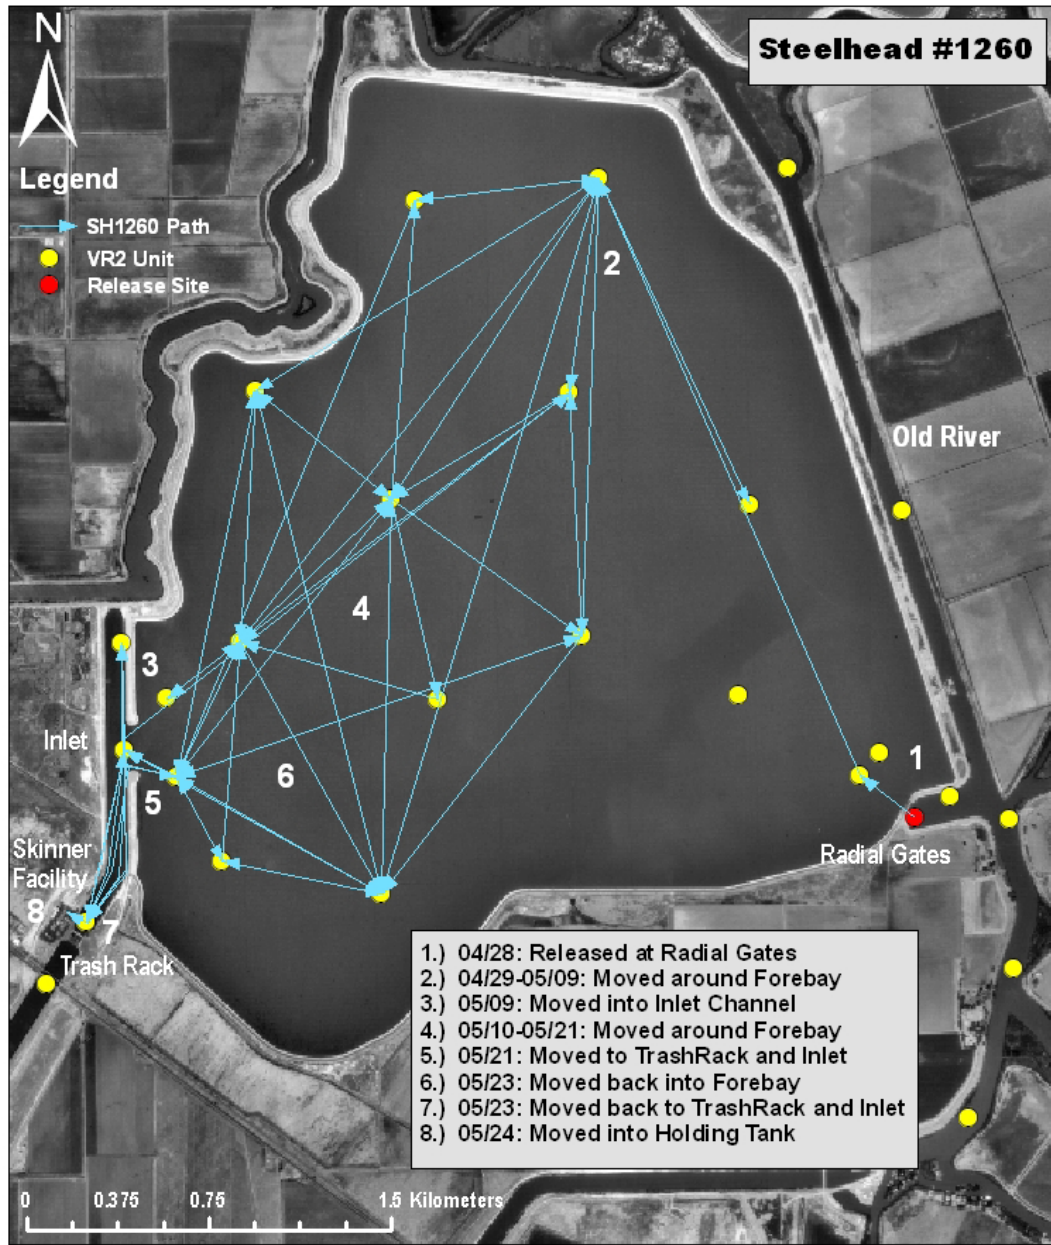 N
Steelhead #1260
Legend
SH1260 Path
VR2 Unit
Release Site
2
Old River
4
3
Inlet
1
6
5
Skinner
Facility
Radial Gates
8
7
Trash Rack
1.) 04/28: Released at Radial Gates
2.) 04/29-05/09: Moved around Forebay
3.) 05/09: Moved into Inlet Channel
4.) 05/10-05/21: Moved around Forebay
5.) 05/21: Moved to TrashRack and Inlet
6.) 05/23: Moved back into Forebay
7.) 05/23: Moved back to TrashRack and Inlet
8.) 05/24: Moved into Holding Tank
0 0.375 0.75 1.5 Kilometers